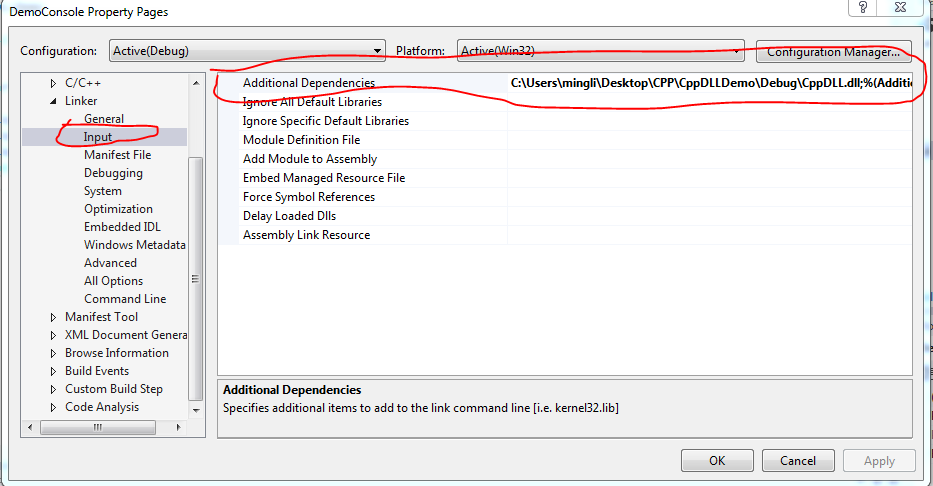 DemoConsole Property Pages
?
Configuration: Active(Debug) Platform: Active(Win32) Configuration Manager...
C/C++
Linker
General
Input
Manifest File
Debugging
System
Optimization
Embedded IDL
Windows Metadata
Advanced
All Options
Command Line
Manifest Tool
XML Document Genera
Browse Information
Build Events
Custom Build Step
Code Analysis
Additional Dependencies C:\Users\mingli\Desktop\CPP\CppDLLDemo\Debug\CppDLL.dll;%(Additio
Ignore All Default Libraries
Ignore Specific Default Libraries
Module Definition File
Add Module to Assembly
Embed Managed Resource File
Force Symbol References
Delay Loaded Dlls
Assembly Link Resource
Additional Dependencies
Specifies additional items to add to the link command line [i.e. kernel32.lib]
OK Cancel Apply